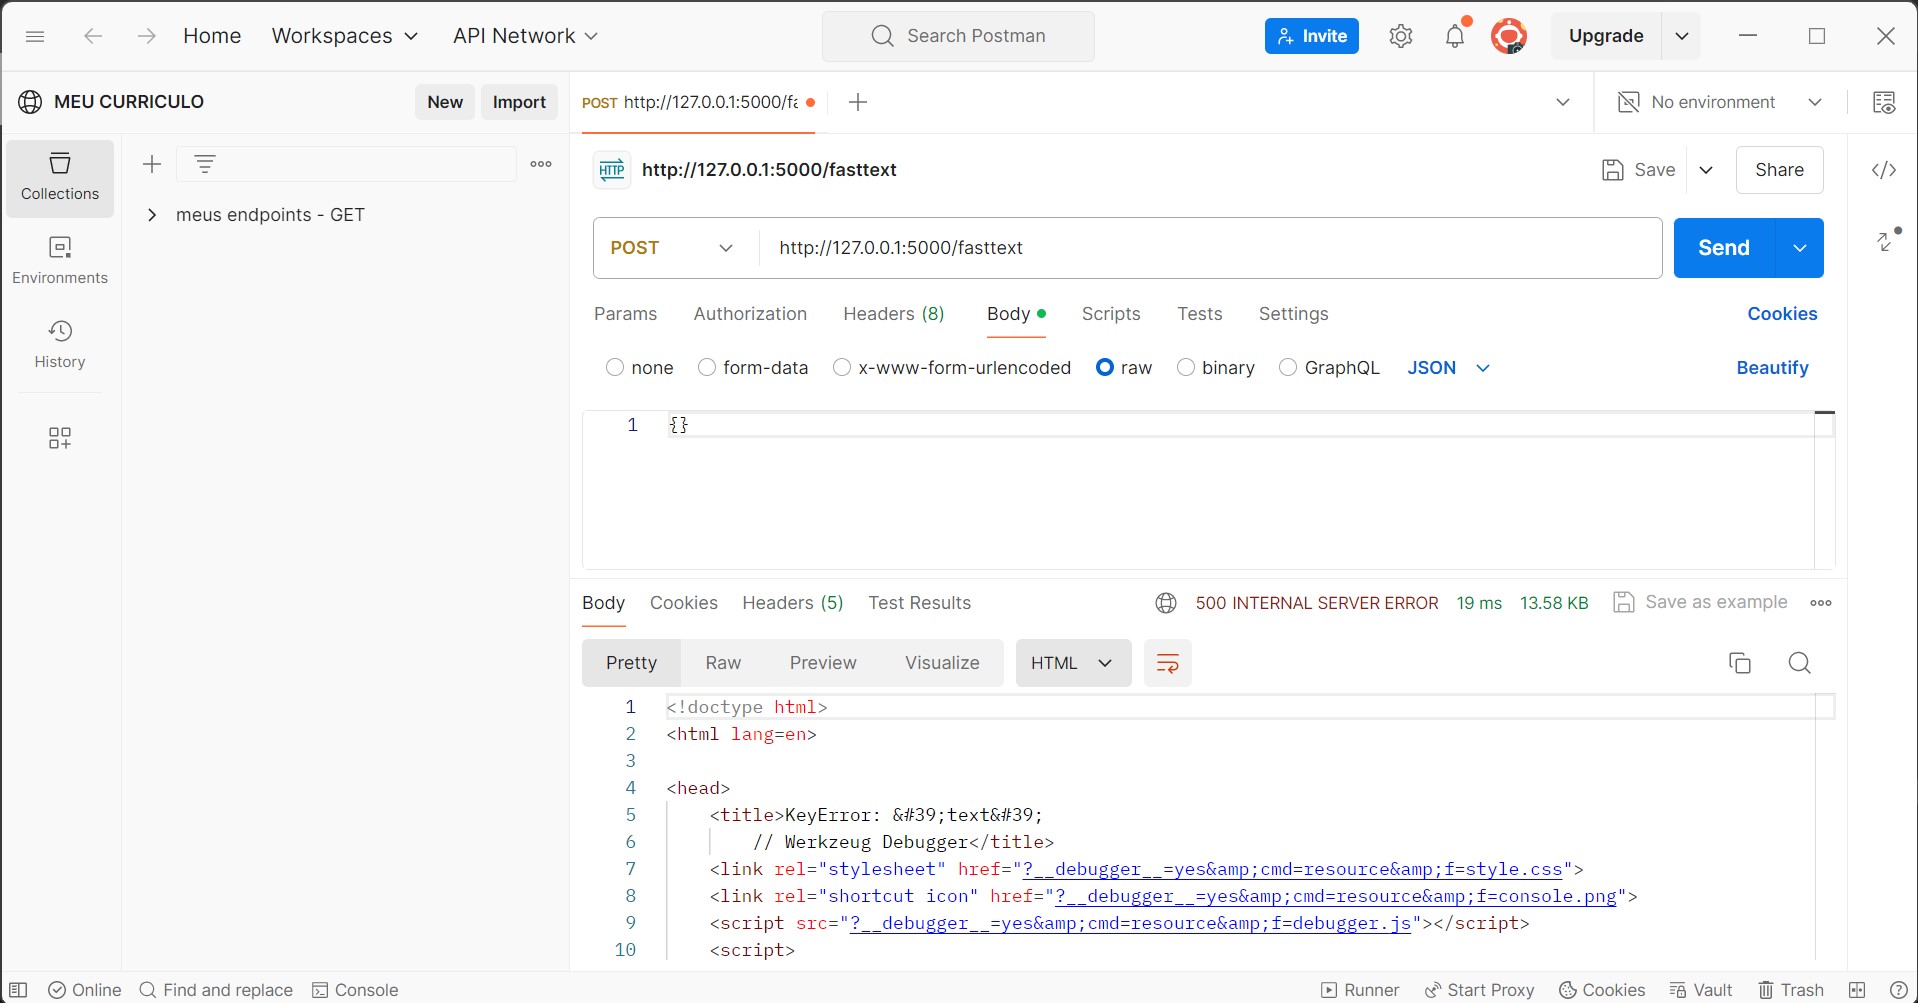 Home Workspaces API Network Search Postman Invite Upgrade
MEU CURRICULO New Import POST http://127.0.0.1:5000/fa No environment
Collections
meus endpoints - GET
Environments
History
HTTP http://127.0.0.1:5000/fasttext Save Share
POST http://127.0.0.1:5000/fasttext Send
Params Authorization Headers (8) Body Scripts Tests Settings Cookies
none form-data x-www-form-urlencoded raw binary GraphQL JSON Beautify
1 {}
Body Cookies Headers (5) Test Results 500 INTERNAL SERVER ERROR 19 ms 13.58 KB Save as example
Pretty Raw Preview Visualize HTML
1 <!doctype html>
2 <html lang=en>
3
4 <head>
5 <title>KeyError: &#39;text&#39;
6 // Werkzeug Debugger</title>
7 <link rel="stylesheet" href="?__debugger__=yes&amp;cmd=resource&amp;f=style.css">
8 <link rel="shortcut icon" href="?__debugger__=yes&amp;cmd=resource&amp;f=console.png">
9 <script src="?__debugger__=yes&amp;cmd=resource&amp;f=debugger.js"></script>
10 <script>
Online Find and replace Console Runner Start Proxy Cookies Vault Trash